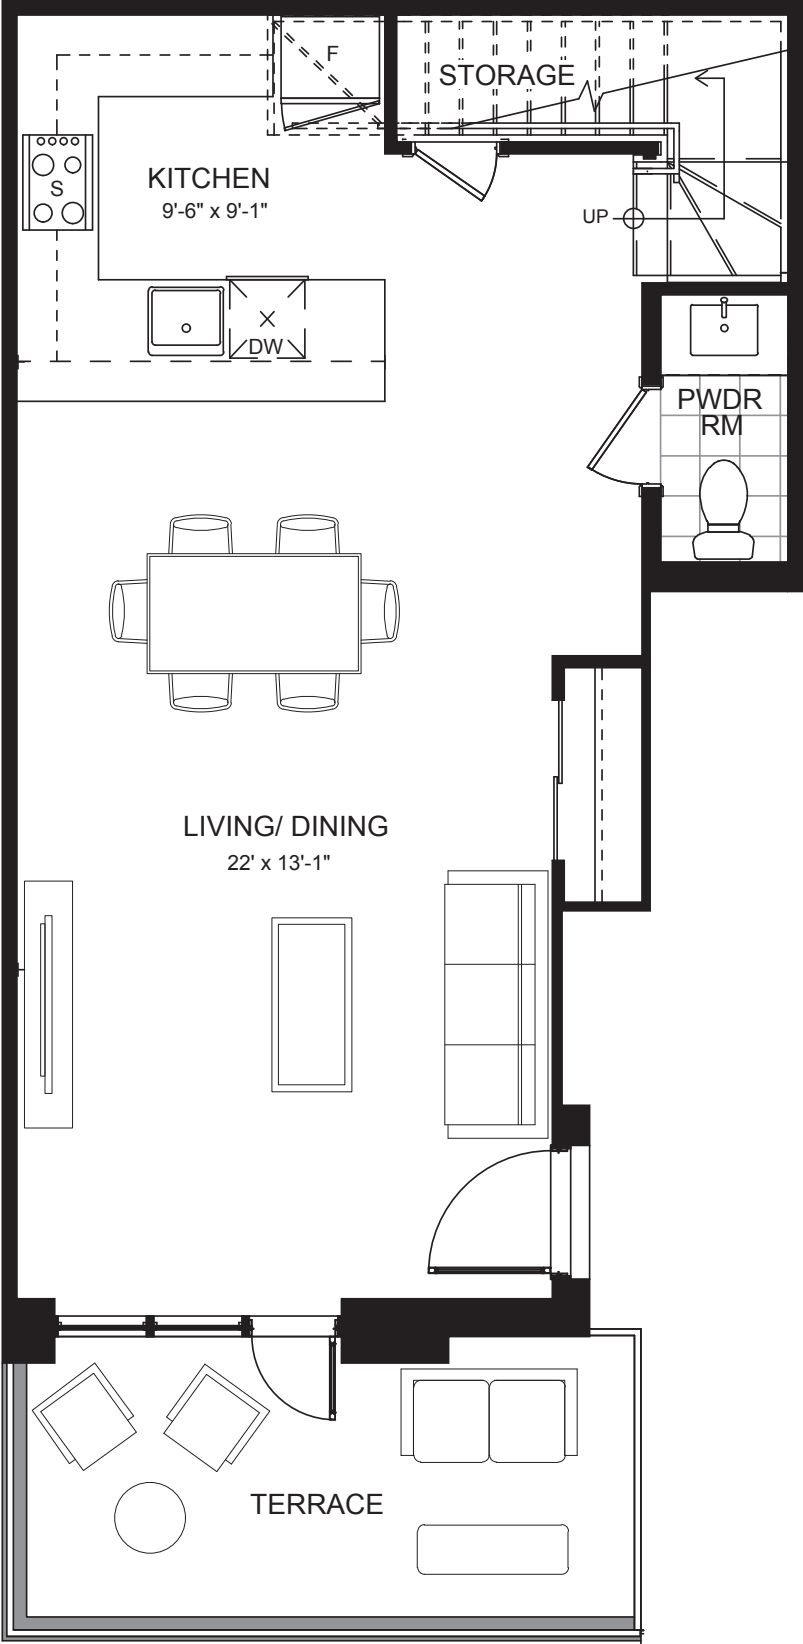 F
STORAGE
KITCHEN
9'-6" x 9'-1"
S
UP
DW
PWDR
RM
LIVING/ DINING
22' x 13'-1"
TERRACE